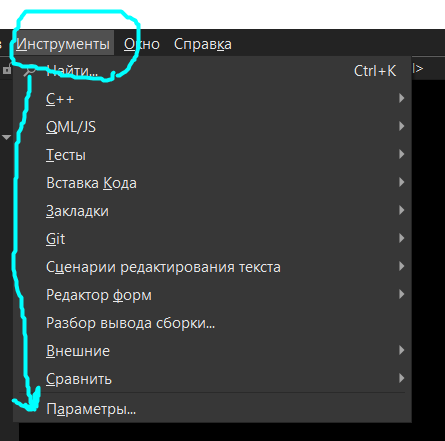 Инструменты Окно Справка
Найти... Ctrl+K
C++
QML/JS
Тесты
Вставка Кода
Закладки
Git
Сценарии редактирования текста
Редактор форм
Разбор вывода сборки...
Внешние
Сравнить
Параметры...